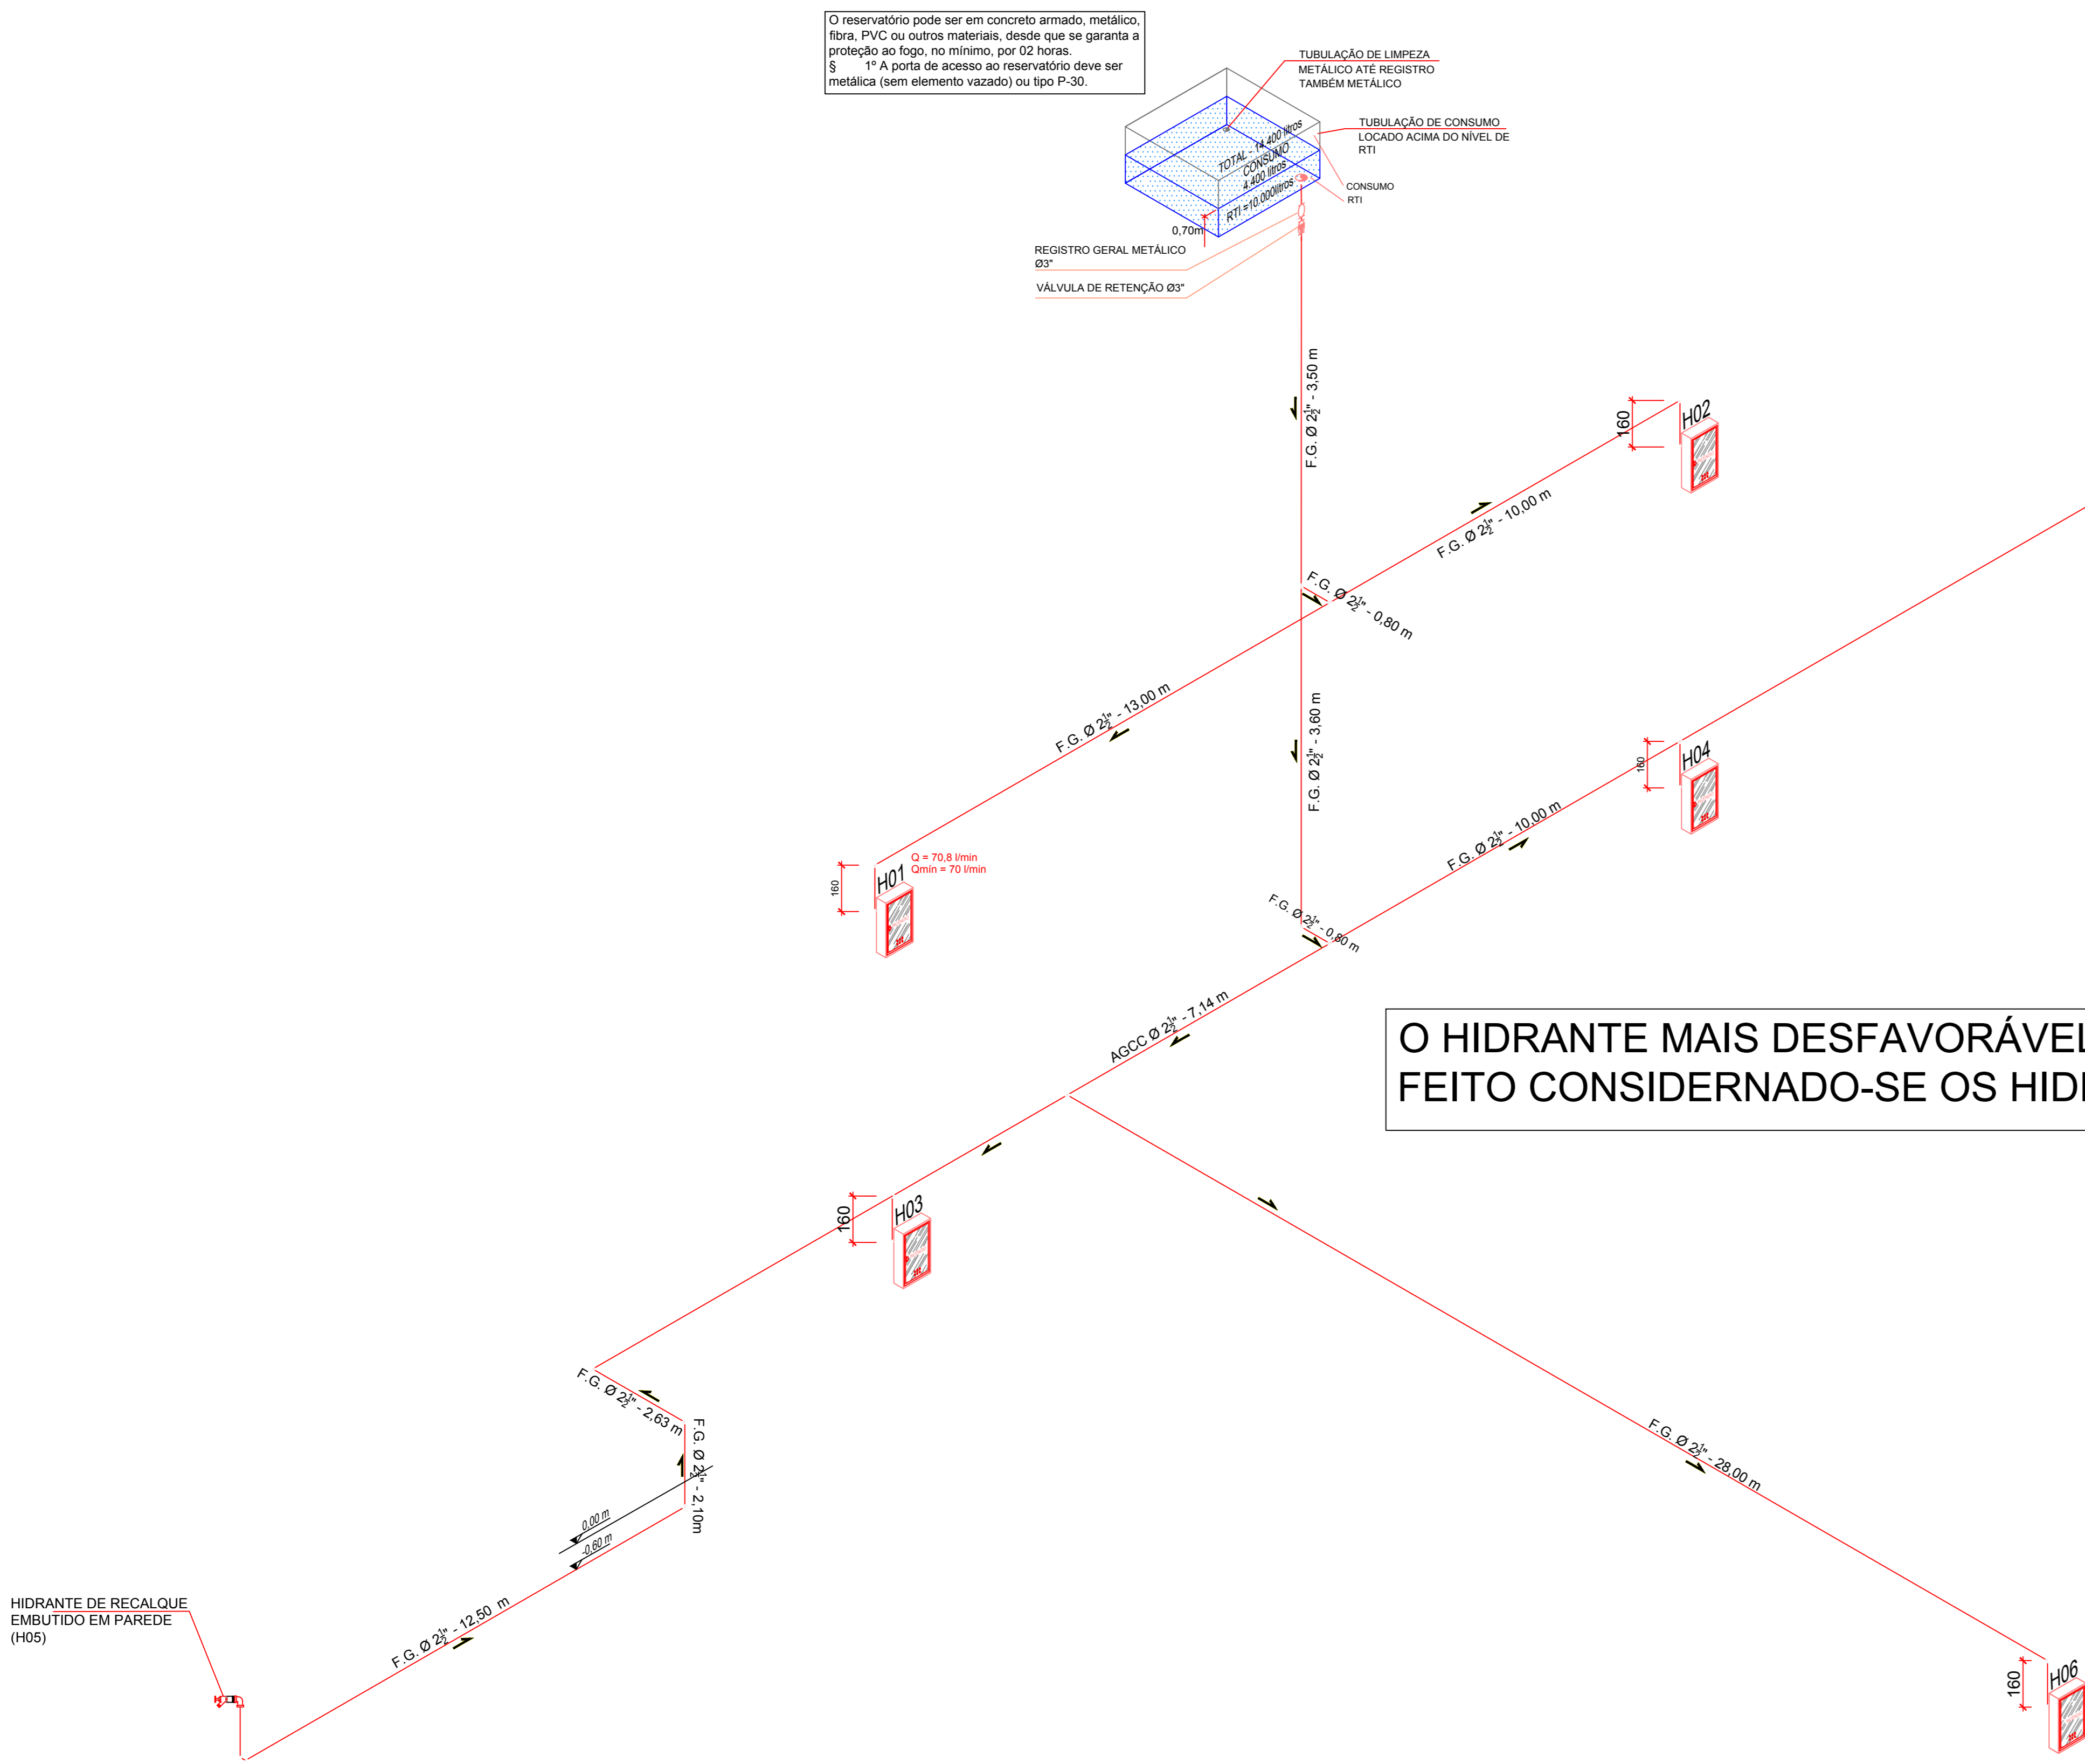 O reservatório pode ser em concreto armado, metálico,
fibra, PVC ou outros materiais, desde que se garanta a
proteção ao fogo, no mínimo, por 02 horas.
§ 1º A porta de acesso ao reservatório deve ser
metálica (sem elemento vazado) ou tipo P-30.
TUBULAÇÃO DE LIMPEZA
METÁLICO ATÉ REGISTRO
TAMBÉM METÁLICO
TUBULAÇÃO DE CONSUMO
LOCADO ACIMA DO NÍVEL DE
RTI
TOTAL - 14.400 litros
CONSUMO
4.400 litros
RTI =10.000litros
CONSUMO
RTI
0,70m
REGISTRO GERAL METÁLICO
Ø3"
VÁLVULA DE RETENÇÃO Ø3"
F.G. Ø 2½" - 3,50 m
160
H02
F.G. Ø 2½" - 10,00 m
F.G. Ø 2½" - 0,80 m
F.G. Ø 2½" - 13,00 m
F.G. Ø 2½" - 3,60 m
160
H04
F.G. Ø 2½" - 10,00 m
Q = 70,8 l/min
Qmín = 70 l/min
160
H01
F.G. Ø 2½" - 0,80 m
AGCC Ø 2½" - 7,14 m
O HIDRANTE MAIS DESFAVORÁVEL
FEITO CONSIDERNADO-SE OS HID
160
H03
F.G. Ø 2½" - 2,63 m
F.G. Ø 2½" - 2,10m
F.G. Ø 2½" - 28,00 m
0,00 m
-0,60 m
HIDRANTE DE RECALQUE
EMBUTIDO EM PAREDE
(H05)
F.G. Ø 2½" - 12,50 m
160
H06